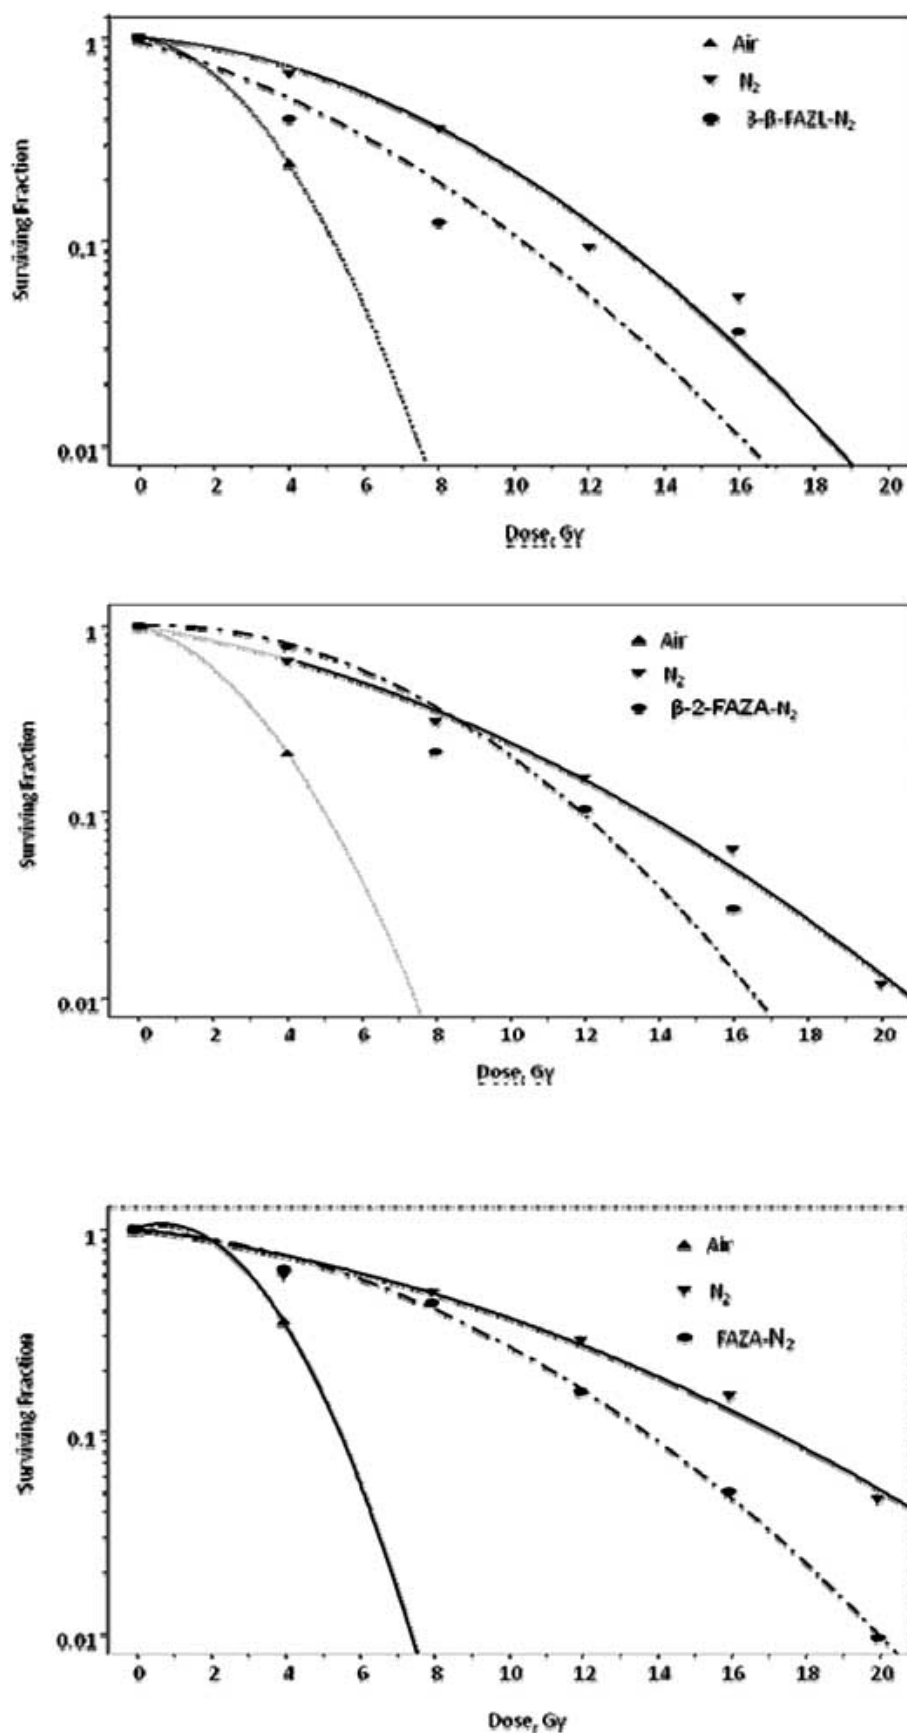 1
Air
N₂
3-β-FAZL-N₂
0.1
0.01
Surviving Fraction
0 2 4 6 8 10 12 14 16 18 20
Dose, Gy
1
Air
N₂
β-2-FAZA-N₂
0.1
0.01
Surviving Fraction
0 2 4 6 8 10 12 14 16 18 20
Dose, Gy
1
Air
N₂
FAZA-N₂
0.1
0.01
Surviving Fraction
0 2 4 6 8 10 12 14 16 18 20
Dose, Gy